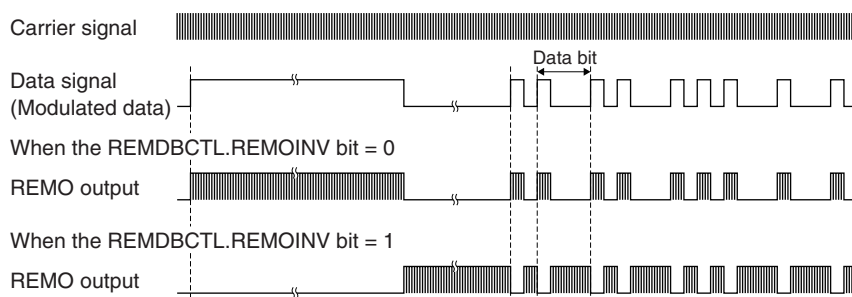 Carrier signal
Data bit
Data signal
(Modulated data)
When the REMDBCTL.REMOINV bit = 0
REMO output
When the REMDBCTL.REMOINV bit = 1
REMO output